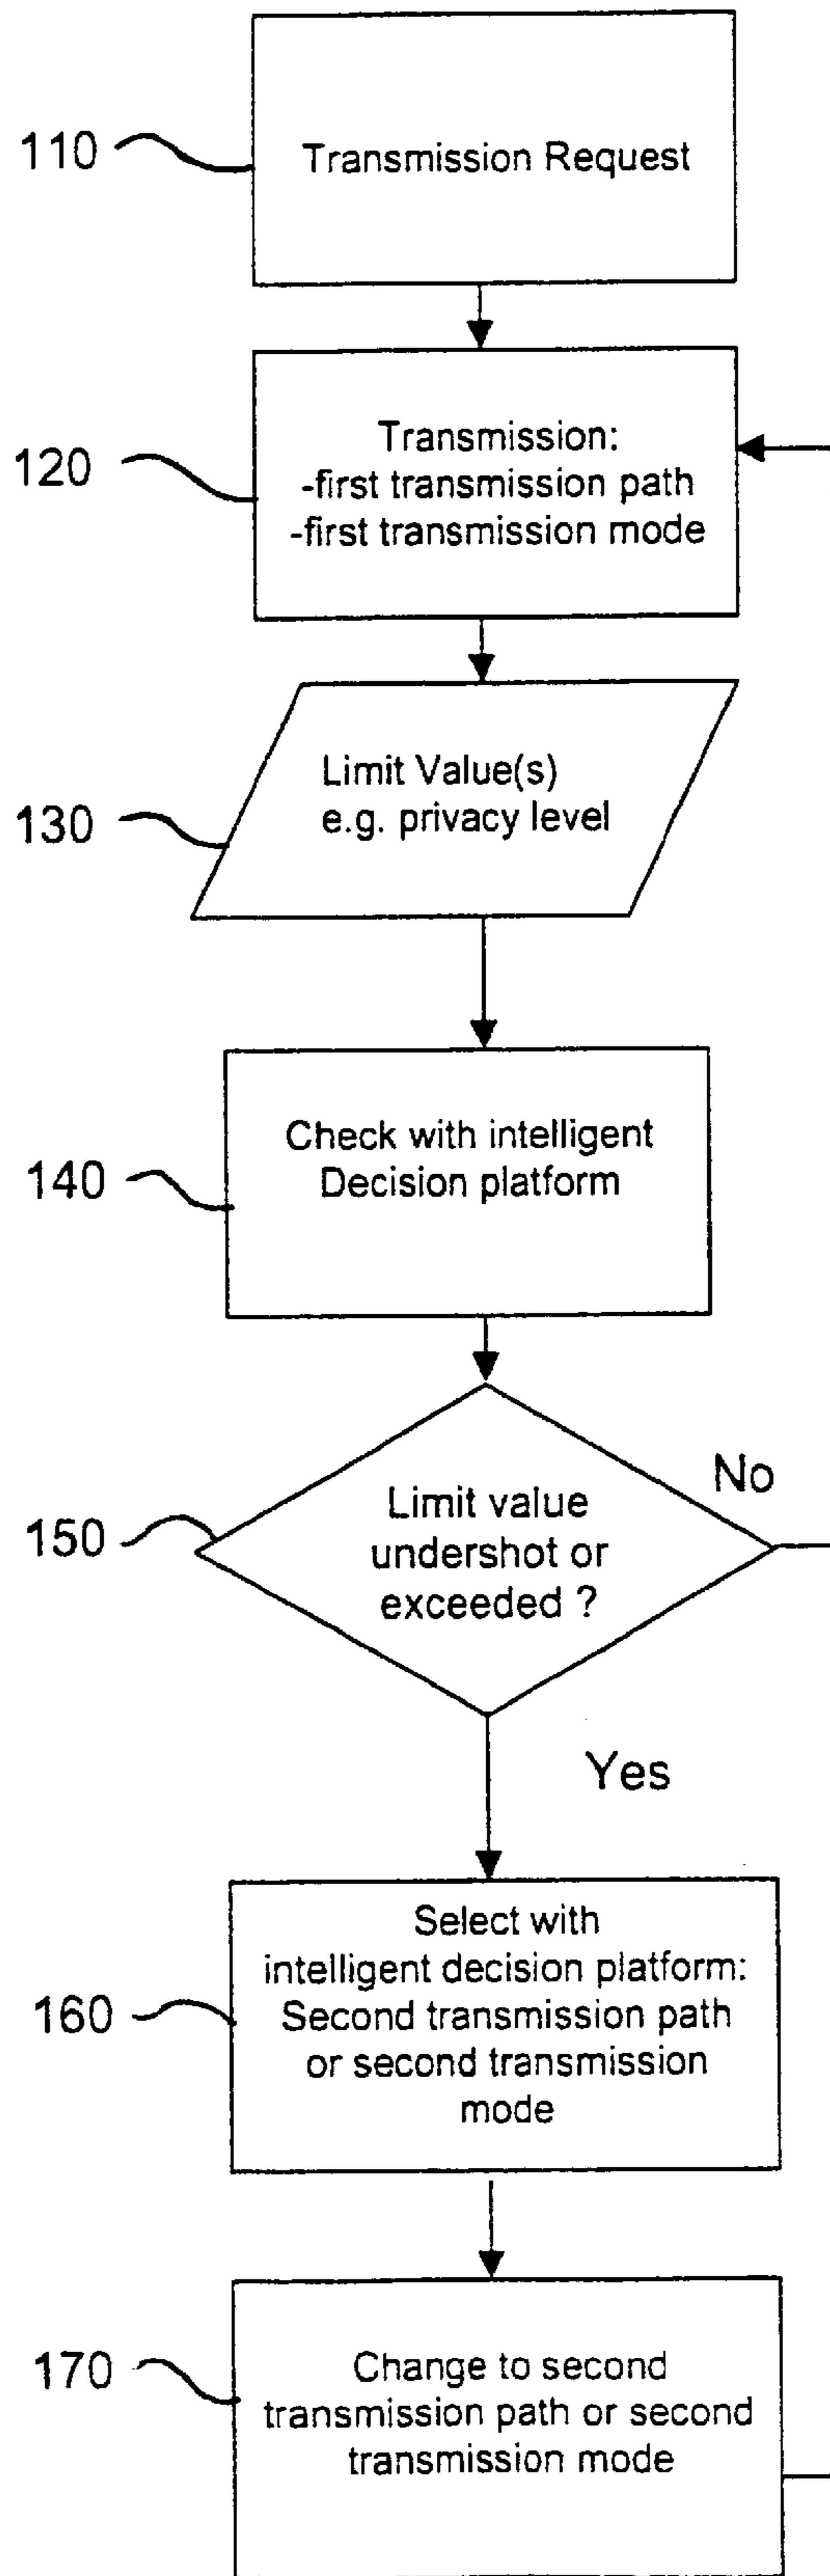 110
Transmission Request
120
Transmission:
-first transmission path
-first transmission mode
130
Limit Value(s)
e.g. privacy level
140
Check with intelligent
Decision platform
150
Limit value
undershot or
exceeded ?
No
Yes
160
Select with
intelligent decision platform:
Second transmission path
or second transmission
mode
170
Change to second
transmission path or second
transmission mode